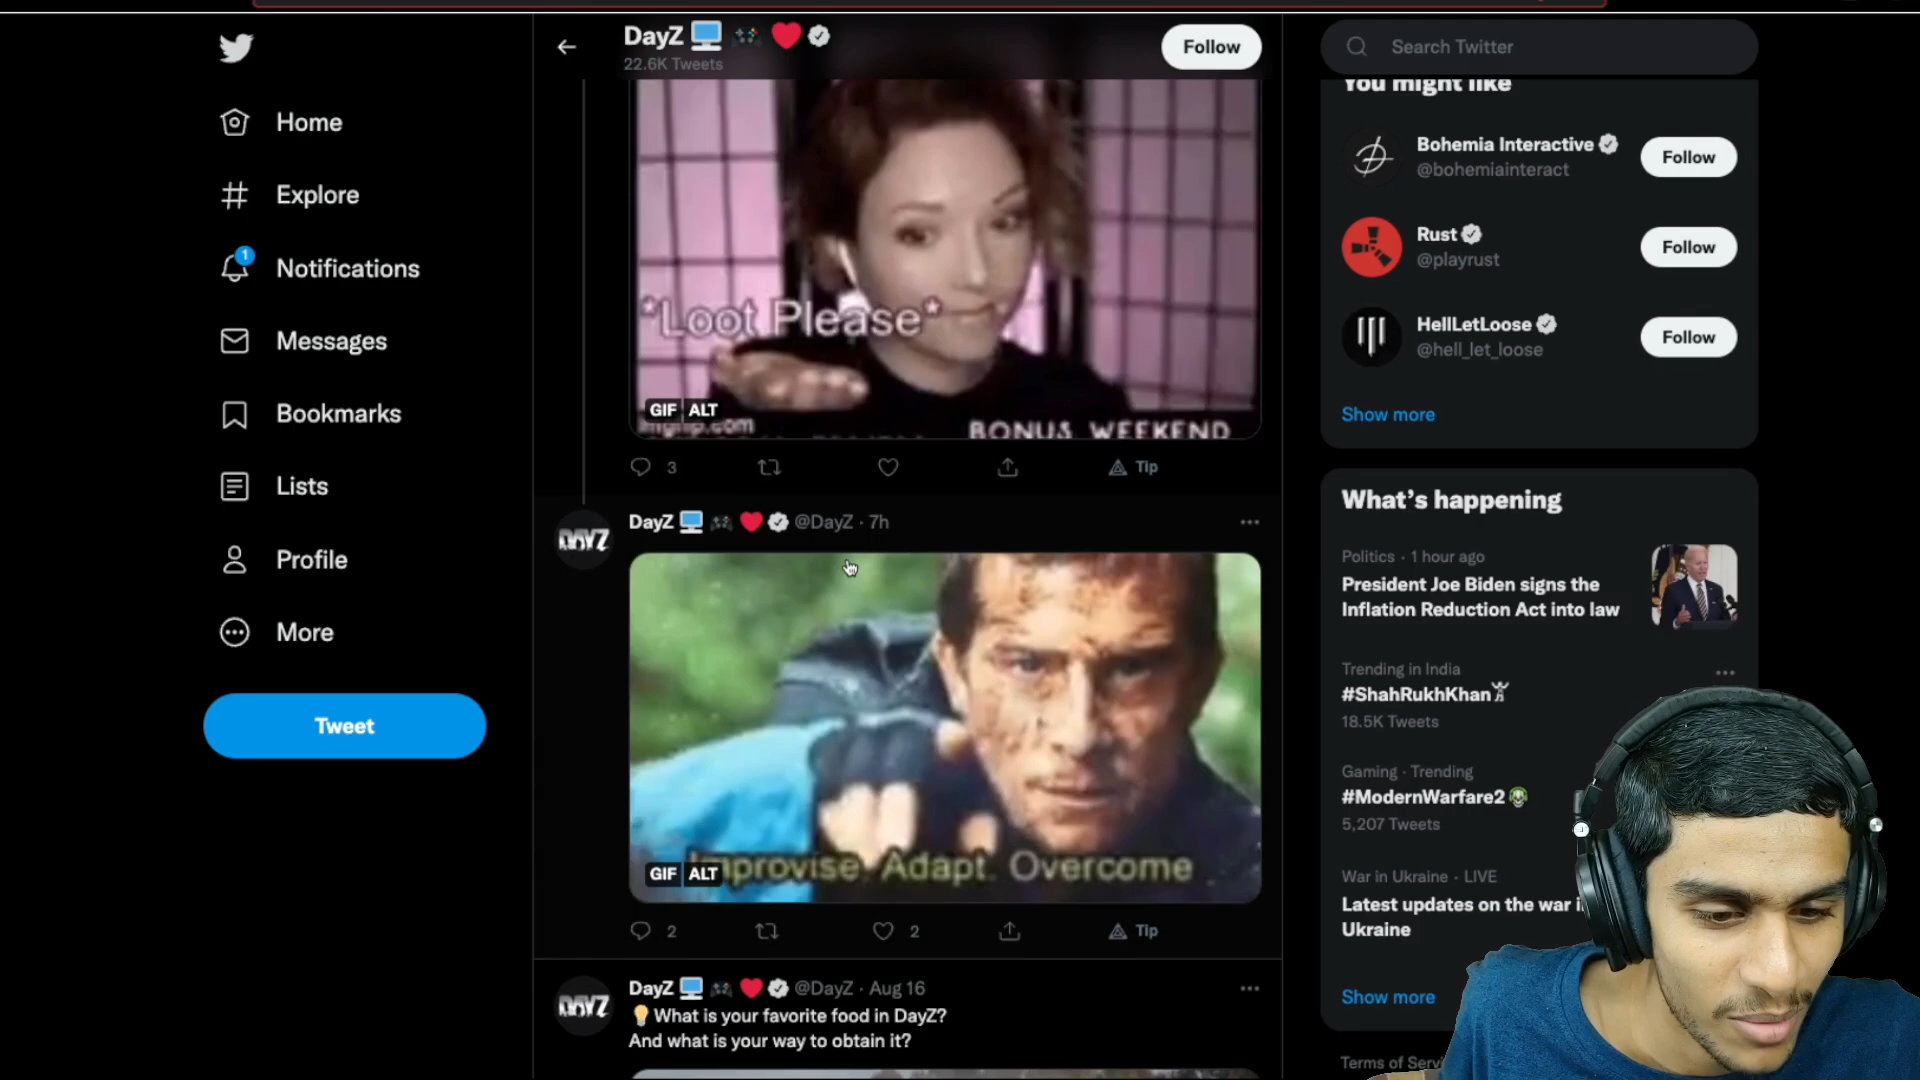 DayZ
22.6K Tweets
Follow
Search Twitter
Home
Explore
1
Notifications
Messages
Bookmarks
Lists
Profile
More
Tweet
*Loot Please*
GIF ALT
imgflip.com
BONUS WEEKEND
3
Tip
DAYZ
DayZ @DayZ · 7h
Improvise. Adapt. Overcome
GIF ALT
2
2
Tip
DAYZ
DayZ @DayZ · Aug 16
What is your favorite food in DayZ?
And what is your way to obtain it?
You might like
Bohemia Interactive
@bohemiainteract
Follow
Rust
@playrust
Follow
HellLetLoose
@hell_let_loose
Follow
Show more
What's happening
Politics · 1 hour ago
President Joe Biden signs the
Inflation Reduction Act into law
Trending in India
#ShahRukhKhan
18.5K Tweets
Gaming · Trending
#ModernWarfare2
5,207 Tweets
War in Ukraine · LIVE
Latest updates on the war
Ukraine
Show more
Terms of